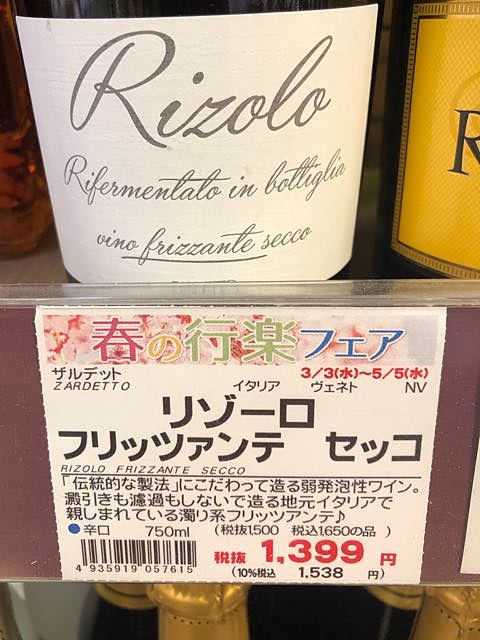 Rizolo
Rifermentato in bottiglia
vino frizzante secco
R
春の行楽フェア
ザルデット
ZARDETTO
3/3(水)~5/5(水)
イタリア ヴェネト NV
リゾーロ
フリッツァンテ セッコ
RIZOLO FRIZZANTE SECCO
「伝統的な製法」にこだわって造る弱発泡性ワイン。
澱引きも濾過もしないで造る地元イタリアで
親しまれている濁り系フリッツアンテ♪
●辛口 750ml (税抜1,500 税込1,650の品 )
税抜 1,399 円
(10%税込 1,538 円)
4 935919 057615